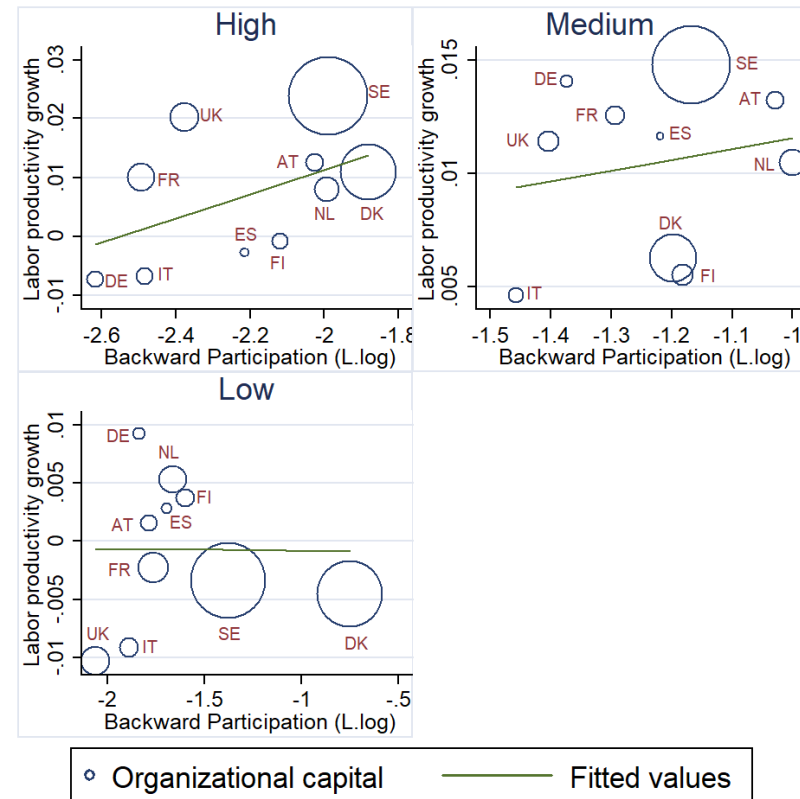 High
Labor productivity growth
.03
.02
.01
0
-.01
SE
UK
AT
FR
NL
DK
ES
FI
DE
IT
-2.6 -2.4 -2.2 -2 -1.8
Backward Participation (L.log)
Medium
Labor productivity growth
.015
.01
.005
SE
DE
AT
FR
ES
UK
NL
DK
FI
IT
-1.5 -1.4 -1.3 -1.2 -1.1 -1
Backward Participation (L.log)
Low
Labor productivity growth
.01
.005
0
-.005
-.01
DE
NL
FI
ES
AT
FR
SE
DK
UK
IT
-2 -1.5 -1 -.5
Backward Participation (L.log)
Organizational capital Fitted values